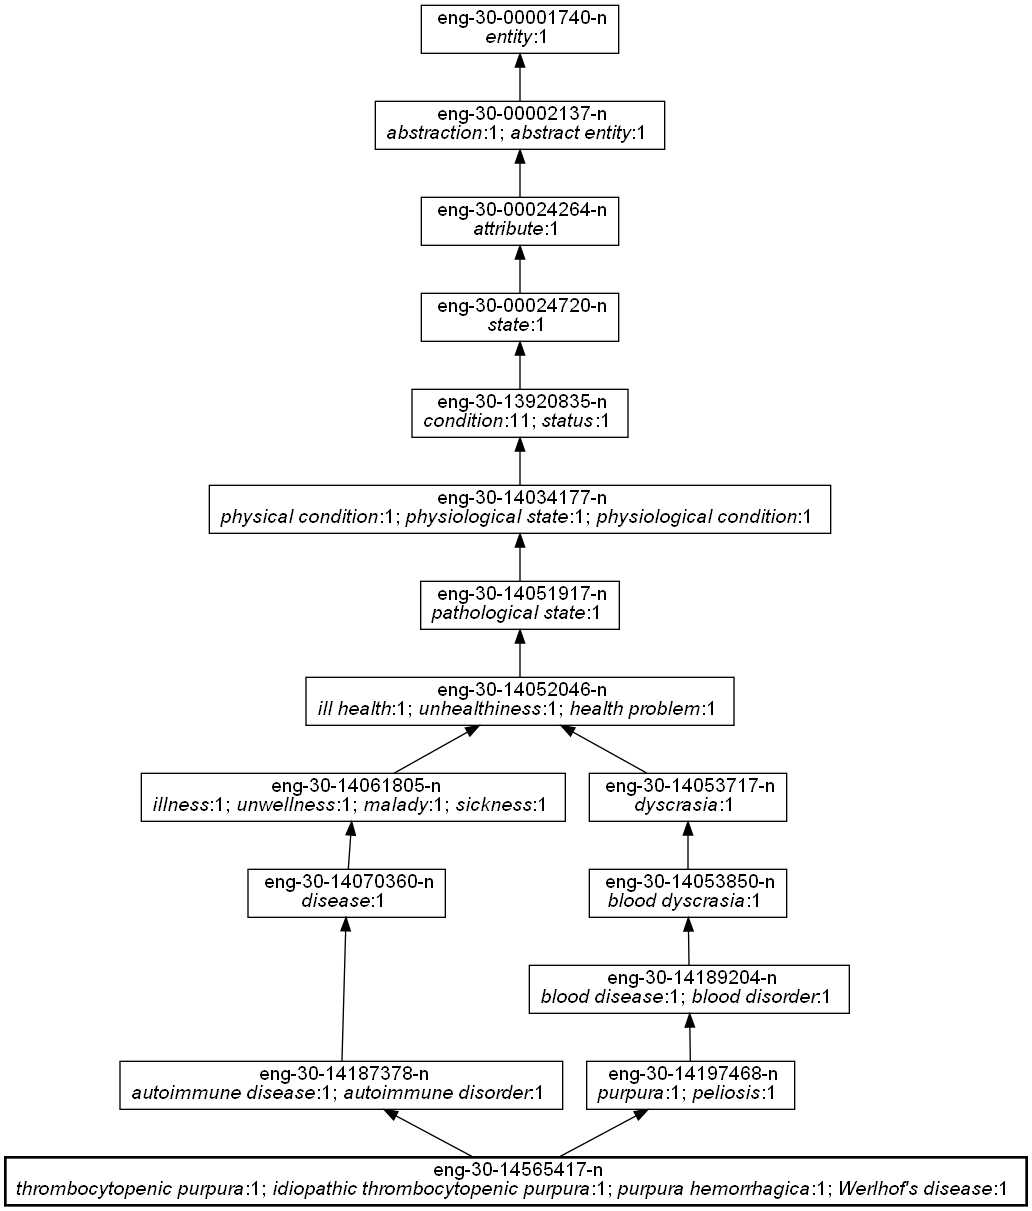 eng-30-00001740-n
entity:1
eng-30-00002137-n
abstraction:1; abstract entity:1
eng-30-00024264-n
attribute:1
eng-30-00024720-n
state:1
eng-30-13920835-n
condition:11; status:1
eng-30-14034177-n
physical condition:1; physiological state:1; physiological condition:1
eng-30-14051917-n
pathological state:1
eng-30-14052046-n
ill health:1; unhealthiness:1; health problem:1
eng-30-14061805-n
illness:1; unwellness:1; malady:1; sickness:1
eng-30-14053717-n
dyscrasia:1
eng-30-14070360-n
disease:1
eng-30-14053850-n
blood dyscrasia:1
eng-30-14189204-n
blood disease:1; blood disorder:1
eng-30-14187378-n
autoimmune disease:1; autoimmune disorder:1
eng-30-14197468-n
purpura:1; peliosis:1
eng-30-14565417-n
thrombocytopenic purpura:1; idiopathic thrombocytopenic purpura:1; purpura hemorrhagica:1; Werlhof's disease:1